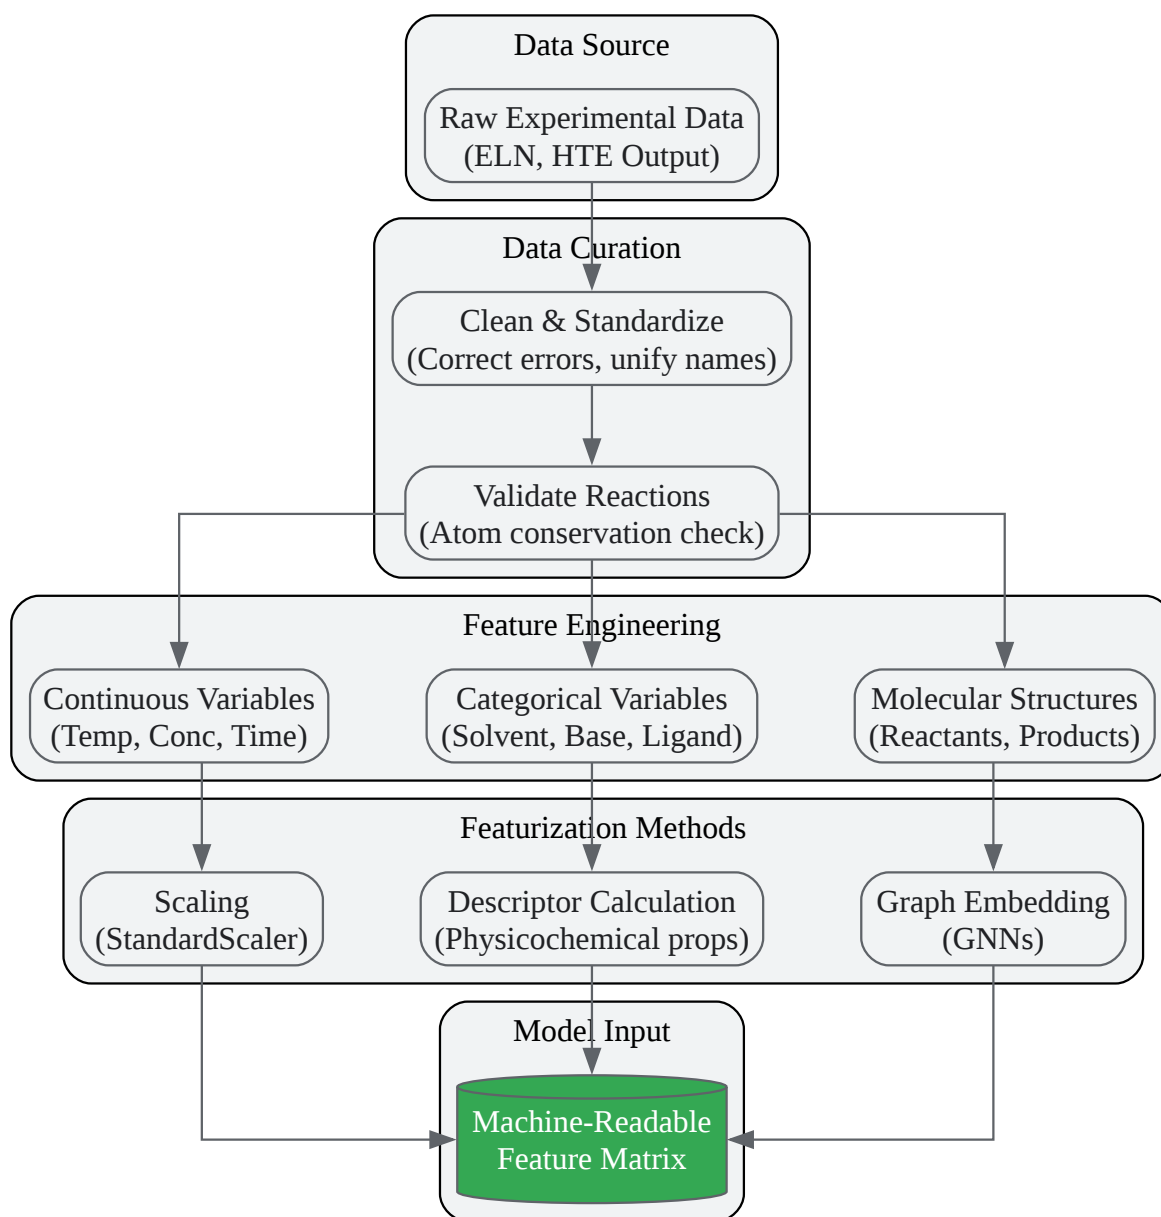 Data Source
Raw Experimental Data
(ELN, HTE Output)
Data Curation
Clean & Standardize
(Correct errors, unify names)
Validate Reactions
(Atom conservation check)
Feature Engineering
Continuous Variables
(Temp, Conc, Time)
Categorical Variables
(Solvent, Base, Ligand)
Molecular Structures
(Reactants, Products)
Featurization Methods
Scaling
(StandardScaler)
Descriptor Calculation
(Physicochemical props)
Graph Embedding
(GNNs)
Model Input
Machine-Readable
Feature Matrix